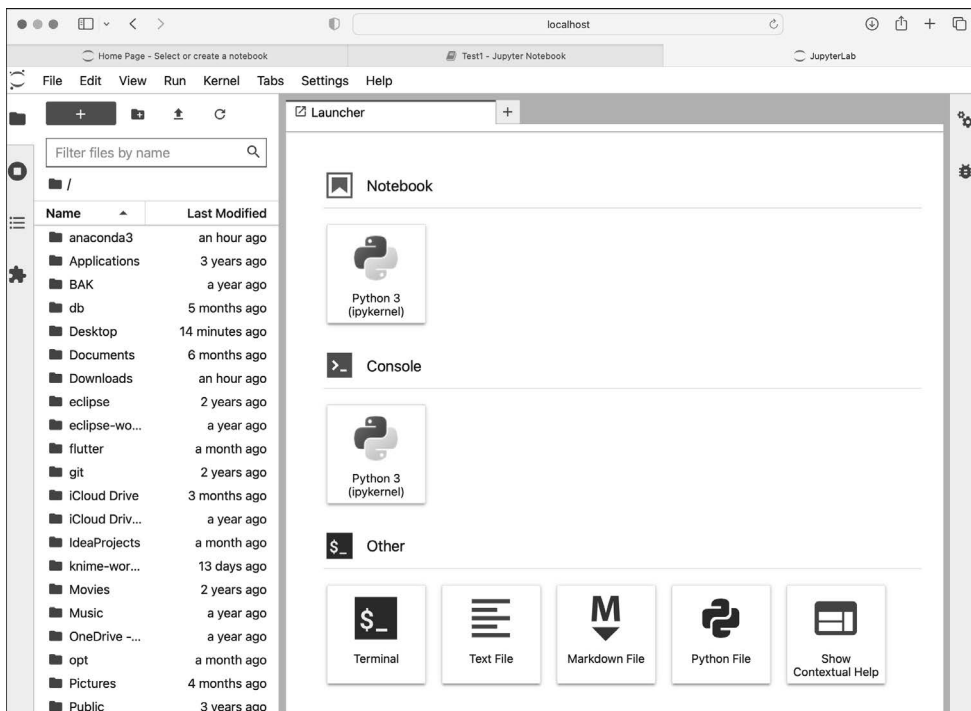 localhost
Home Page - Select or create a notebook
Test1 - Jupyter Notebook
JupyterLab
File Edit View Run Kernel Tabs Settings Help
+
Launcher
+
Filter files by name
/
Name Last Modified
anaconda3 an hour ago
Applications 3 years ago
BAK a year ago
db 5 months ago
Desktop 14 minutes ago
Documents 6 months ago
Downloads an hour ago
eclipse 2 years ago
eclipse-wo... a year ago
flutter a month ago
git 2 years ago
iCloud Drive 3 months ago
iCloud Driv... a year ago
IdeaProjects a month ago
knime-wor... 13 days ago
Movies 2 years ago
Music a year ago
OneDrive -... a year ago
opt a month ago
Pictures 4 months ago
Public 3 years ago
Notebook
Python 3
(ipykernel)
>_ Console
Python 3
(ipykernel)
$_ Other
$_
Terminal
Text File
M
Markdown File
Python File
Show
Contextual Help